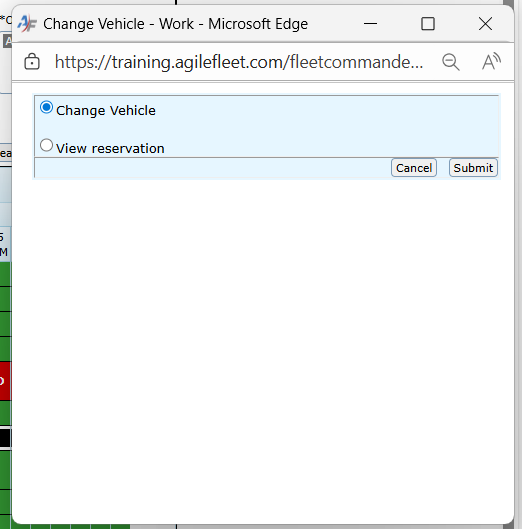 Change Vehicle - Work - Microsoft Edge
https://training.agilefleet.com/fleetcommande...
Change Vehicle
View reservation
Cancel Submit